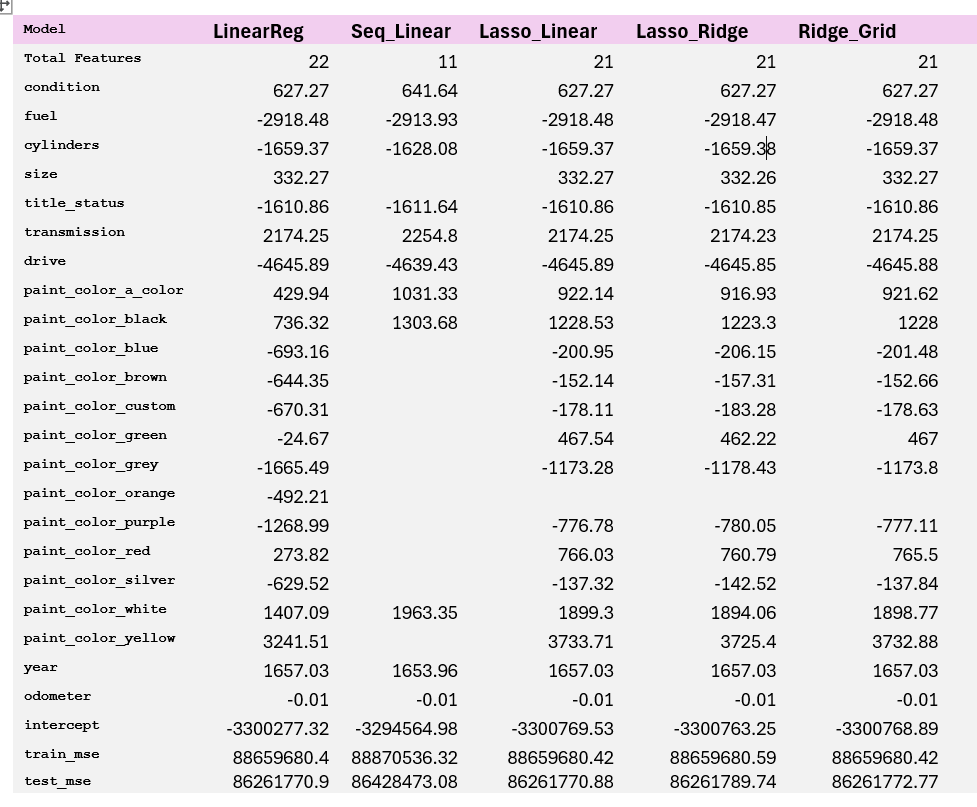 Model LinearReg Seq_Linear Lasso_Linear Lasso_Ridge Ridge_Grid
Total Features 22 11 21 21 21
condition 627.27 641.64 627.27 627.27 627.27
fuel -2918.48 -2913.93 -2918.48 -2918.47 -2918.48
cylinders -1659.37 -1628.08 -1659.37 -1659.38 -1659.37
size 332.27 332.27 332.26 332.27
title_status -1610.86 -1611.64 -1610.86 -1610.85 -1610.86
transmission 2174.25 2254.8 2174.25 2174.23 2174.25
drive -4645.89 -4639.43 -4645.89 -4645.85 -4645.88
paint_color_a_color 429.94 1031.33 922.14 916.93 921.62
paint_color_black 736.32 1303.68 1228.53 1223.3 1228
paint_color_blue -693.16 -200.95 -206.15 -201.48
paint_color_brown -644.35 -152.14 -157.31 -152.66
paint_color_custom -670.31 -178.11 -183.28 -178.63
paint_color_green -24.67 467.54 462.22 467
paint_color_grey -1665.49 -1173.28 -1178.43 -1173.8
paint_color_orange -492.21
paint_color_purple -1268.99 -776.78 -780.05 -777.11
paint_color_red 273.82 766.03 760.79 765.5
paint_color_silver -629.52 -137.32 -142.52 -137.84
paint_color_white 1407.09 1963.35 1899.3 1894.06 1898.77
paint_color_yellow 3241.51 3733.71 3725.4 3732.88
year 1657.03 1653.96 1657.03 1657.03 1657.03
odometer -0.01 -0.01 -0.01 -0.01 -0.01
intercept -3300277.32 -3294564.98 -3300769.53 -3300763.25 -3300768.89
train_mse 88659680.4 88870536.32 88659680.42 88659680.59 88659680.42
test_mse 86261770.9 86428473.08 86261770.88 86261789.74 86261772.77